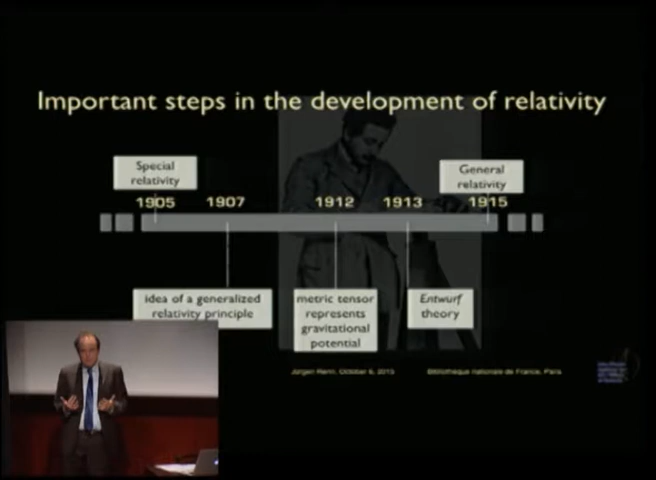 Important steps in the development of relativity
Special
relativity
General
relativity
1905
1907
1912
1913
1915
idea of a generalized
relativity principle
metric tensor
represents
gravitational
potential
Entwurf
theory
Jürgen Renn, October 6, 2015
Bibliothèque nationale de France, Paris